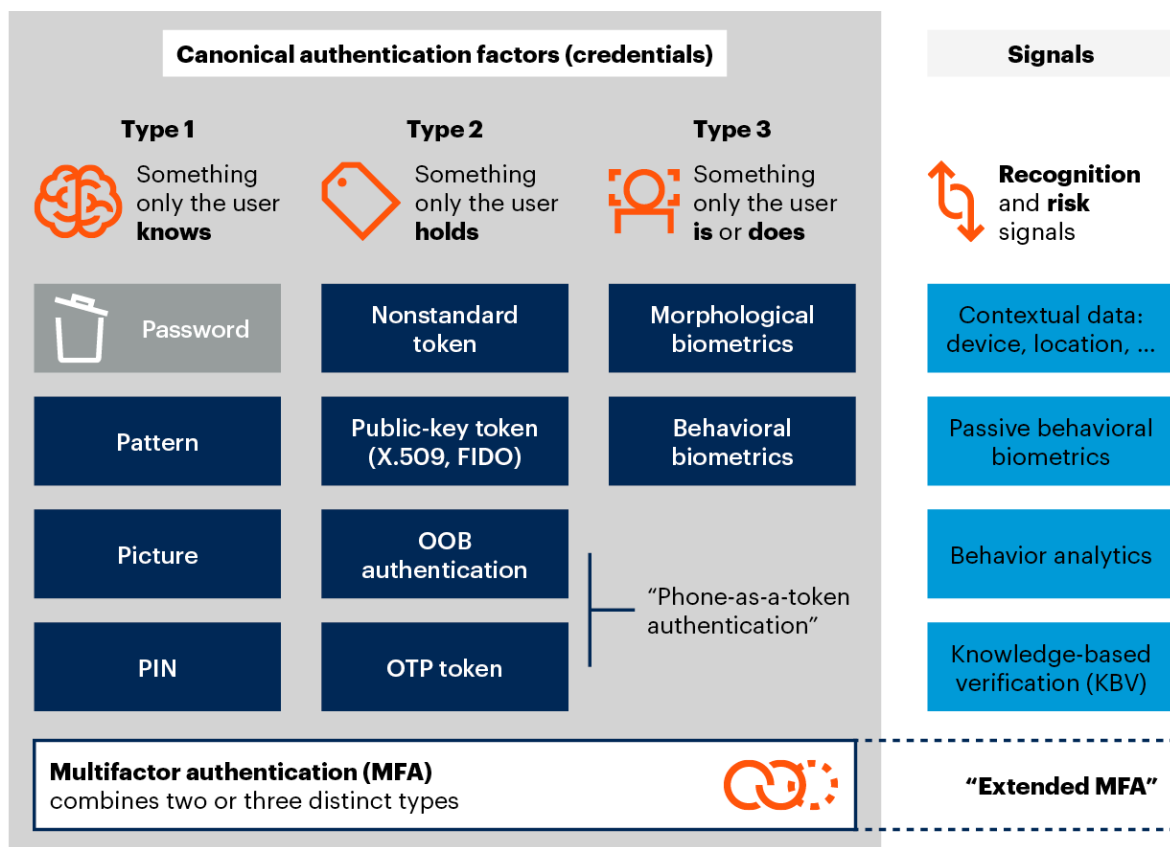 Canonical authentication factors (credentials)
Signals
Type 1
Something
only the user
knows
Type 2
Something
only the user
holds
Type 3
Something
only the user
is or does
Recognition
and risk
signals
Password
Nonstandard
token
Morphological
biometrics
Contextual data:
device, location, ...
Pattern
Public-key token
(X.509, FIDO)
Behavioral
biometrics
Passive behavioral
biometrics
Picture
OOB
authentication
Behavior analytics
“Phone-as-a-token
authentication”
PIN
OTP token
Knowledge-based
verification (KBV)
Multifactor authentication (MFA)
combines two or three distinct types
“Extended MFA”